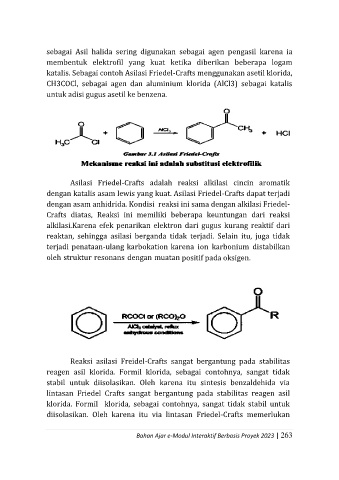 sebagai Asil halida sering digunakan sebagai agen pengasil karena ia
membentuk elektrofil yang kuat ketika diberikan beberapa logam
katalis. Sebagai contoh Asilasi Friedel-Crafts menggunakan asetil klorida,
CH3COCl, sebagai agen dan aluminium klorida (AlCl3) sebagai katalis
untuk adisi gugus asetil ke benzena.
O
H₃C Cl
+
AlCl₃
O
CH₃
+ HCl
Gambar 3.1 Asilasi Friedel-Crafts
Mekanisme reaksi ini adalah substitusi elektrofilik
Asilasi Friedel-Crafts adalah reaksi alkilasi cincin aromatik
dengan katalis asam lewis yang kuat. Asilasi Friedel-Crafts dapat terjadi
dengan asam anhidrida. Kondisi reaksi ini sama dengan alkilasi Friedel-
Crafts diatas, Reaksi ini memiliki beberapa keuntungan dari reaksi
alkilasi.Karena efek penarikan elektron dari gugus kurang reaktif dari
reaktan, sehingga asilasi berganda tidak terjadi. Selain itu, juga tidak
terjadi penataan-ulang karbokation karena ion karbonium distabilkan
oleh struktur resonans dengan muatan positif pada oksigen.
RCOCl or (RCO)₂O
AlCl₃ catalyst, reflux
anhydrous conditions
O
R
Reaksi asilasi Freidel-Crafts sangat bergantung pada stabilitas
reagen asil klorida. Formil klorida, sebagai contohnya, sangat tidak
stabil untuk diisolasikan. Oleh karena itu sintesis benzaldehida via
lintasan Friedel Crafts sangat bergantung pada stabilitas reagen asil
klorida. Formil klorida, sebagai contohnya, sangat tidak stabil untuk
diisolasikan. Oleh karena itu via lintasan Friedel-Crafts memerlukan
Bahan Ajar e-Modul Interaktif Berbasis Proyek 2023 | 263